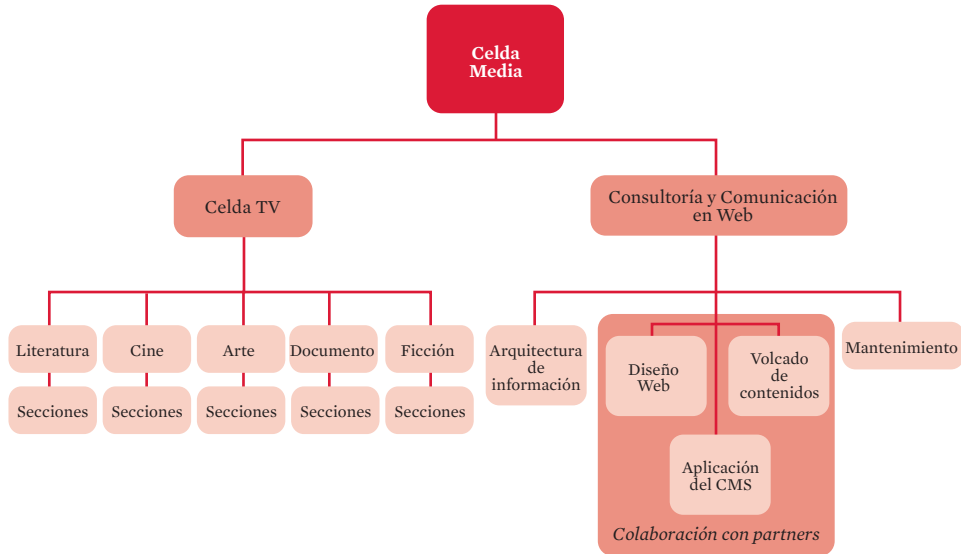 Celda
Media
Celda TV
Consultoría y Comunicación
en Web
Literatura
Cine
Arte
Documento
Ficción
Secciones
Secciones
Secciones
Secciones
Secciones
Arquitectura
de
información
Diseño
Web
Volcado
de
contenidos
Mantenimiento
Aplicación
del CMS
Colaboración con partners